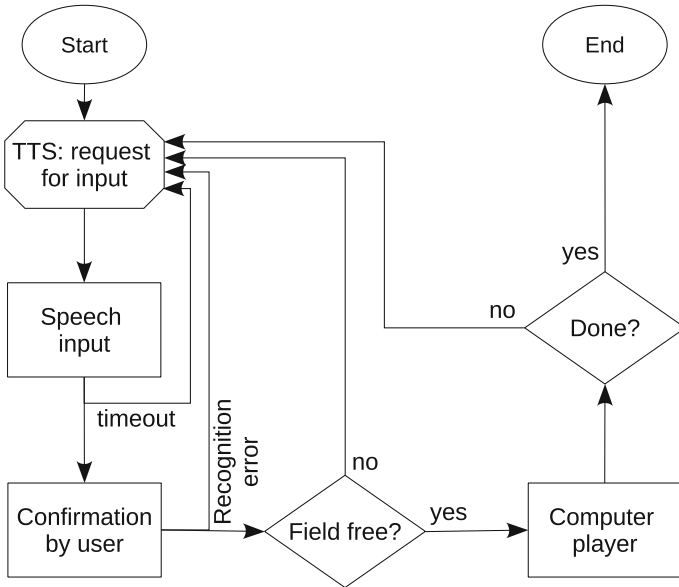 Start
End
TTS: request
for input
Speech
input
timeout
Confirmation
by user
Recognition
error
Field free?
no
yes
Computer
player
Done?
no
yes